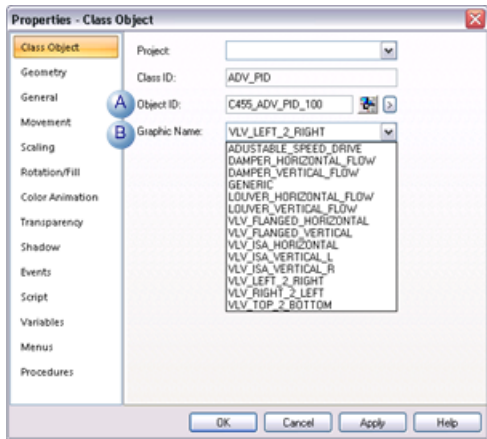 Properties - Class Object
Class Object
Geometry
General
Movement
Scaling
Rotation/Fill
Color Animation
Transparency
Shadow
Events
Script
Variables
Menus
Procedures
Project:
Class ID: ADV_PID
A Object ID: C455_ADV_PID_100 >
B Graphic Name: VLV_LEFT_2_RIGHT
ADUSTABLE_SPEED_DRIVE
DAMPER_HORIZONTAL_FLOW
DAMPER_VERTICAL_FLOW
GENERIC
LOUVER_HORIZONTAL_FLOW
LOUVER_VERTICAL_FLOW
VLV_FLANGED_HORIZONTAL
VLV_FLANGED_VERTICAL
VLV_ISA_HORIZONTAL
VLV_ISA_VERTICAL_L
VLV_ISA_VERTICAL_R
VLV_LEFT_2_RIGHT
VLV_RIGHT_2_LEFT
VLV_TOP_2_BOTTOM
OK Cancel Apply Help